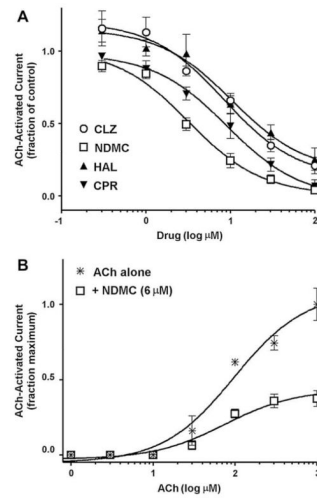 A
ACh-Activated Current
(fraction of control)
1.0
0.5
0.0
CLZ
NDMC
HAL
CPR
-1 0 1 2
Drug (log μM)
B
ACh-Activated Current
(fraction maximum)
ACh alone
+ NDMC (6 μM)
1.0
0.5
0.0
0 1 2 3
ACh (log μM)